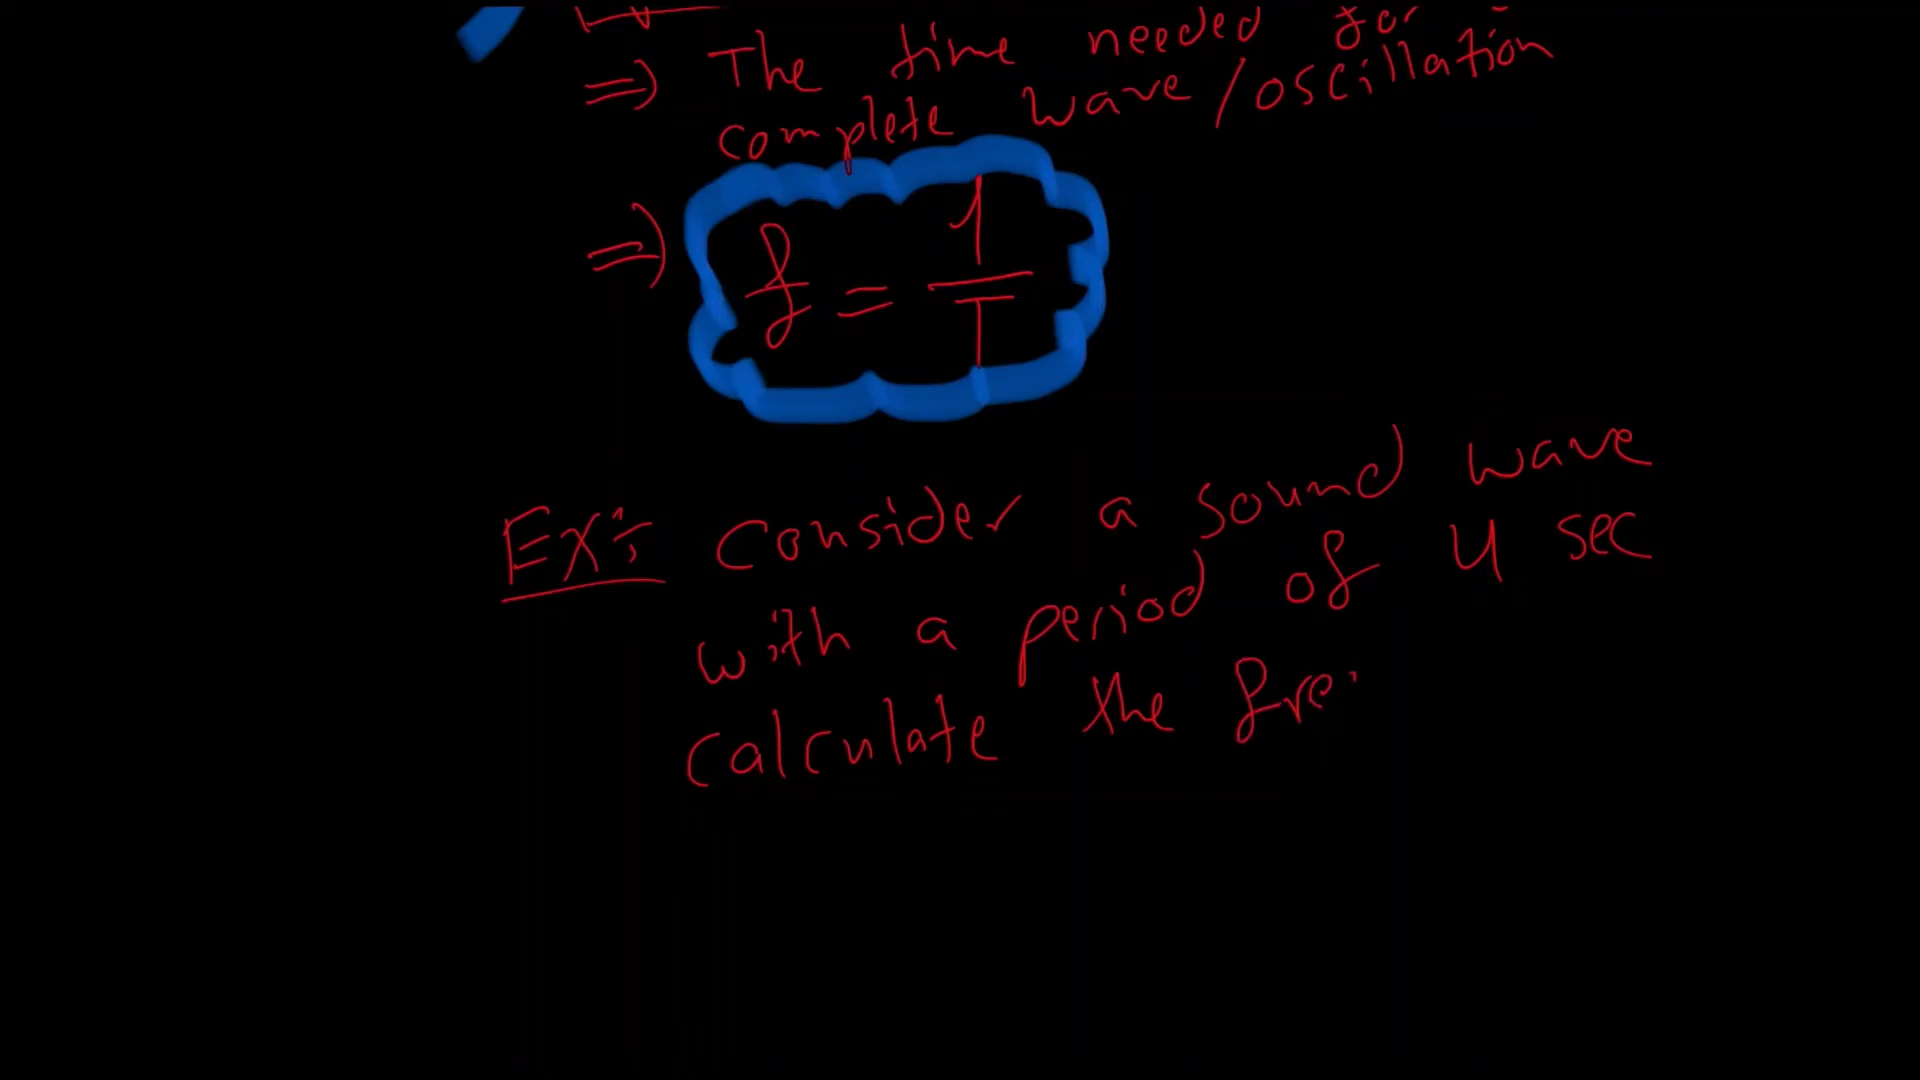 => The time needed for
complete wave/oscillation
=> f = 1/T
Ex: Consider a sound wave
with a period of 4 sec
calculate the fre.